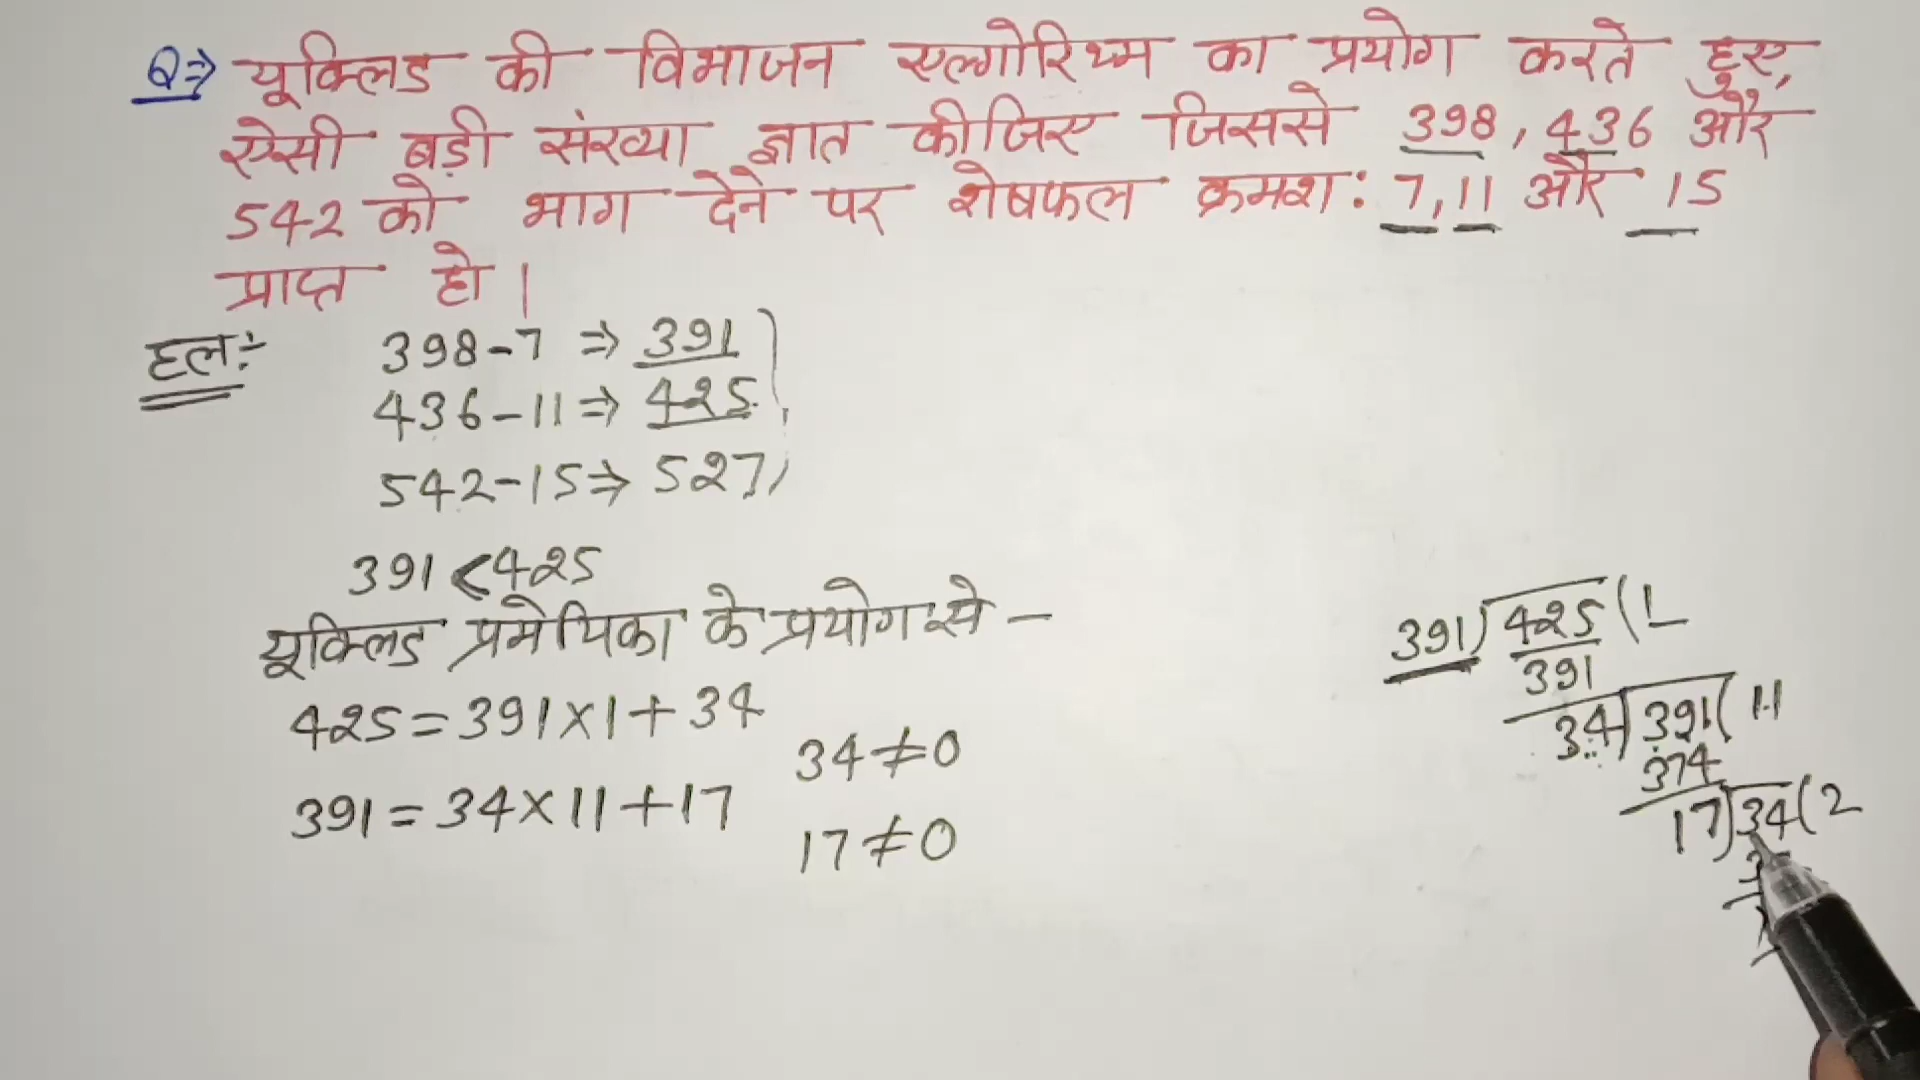 Q⇒ यूक्लिड की विभाजन एल्गोरिथ्म का प्रयोग करते हुए,
ऐसी बड़ी संख्या ज्ञात कीजिए जिससे 398, 436 और
542 को भाग देने पर शेषफल क्रमशः 7, 11 और 15
प्राप्त हो।
हल:-
398-7 ⇒ 391
436-11 ⇒ 425
542-15 ⇒ 527
391 < 425
यूक्लिड प्रमेयिका के प्रयोग से -
425 = 391×1+34
34≠0
391 = 34×11+17
17≠0
391) 425 (1
391
34) 391 (11
374
17) 34 (2